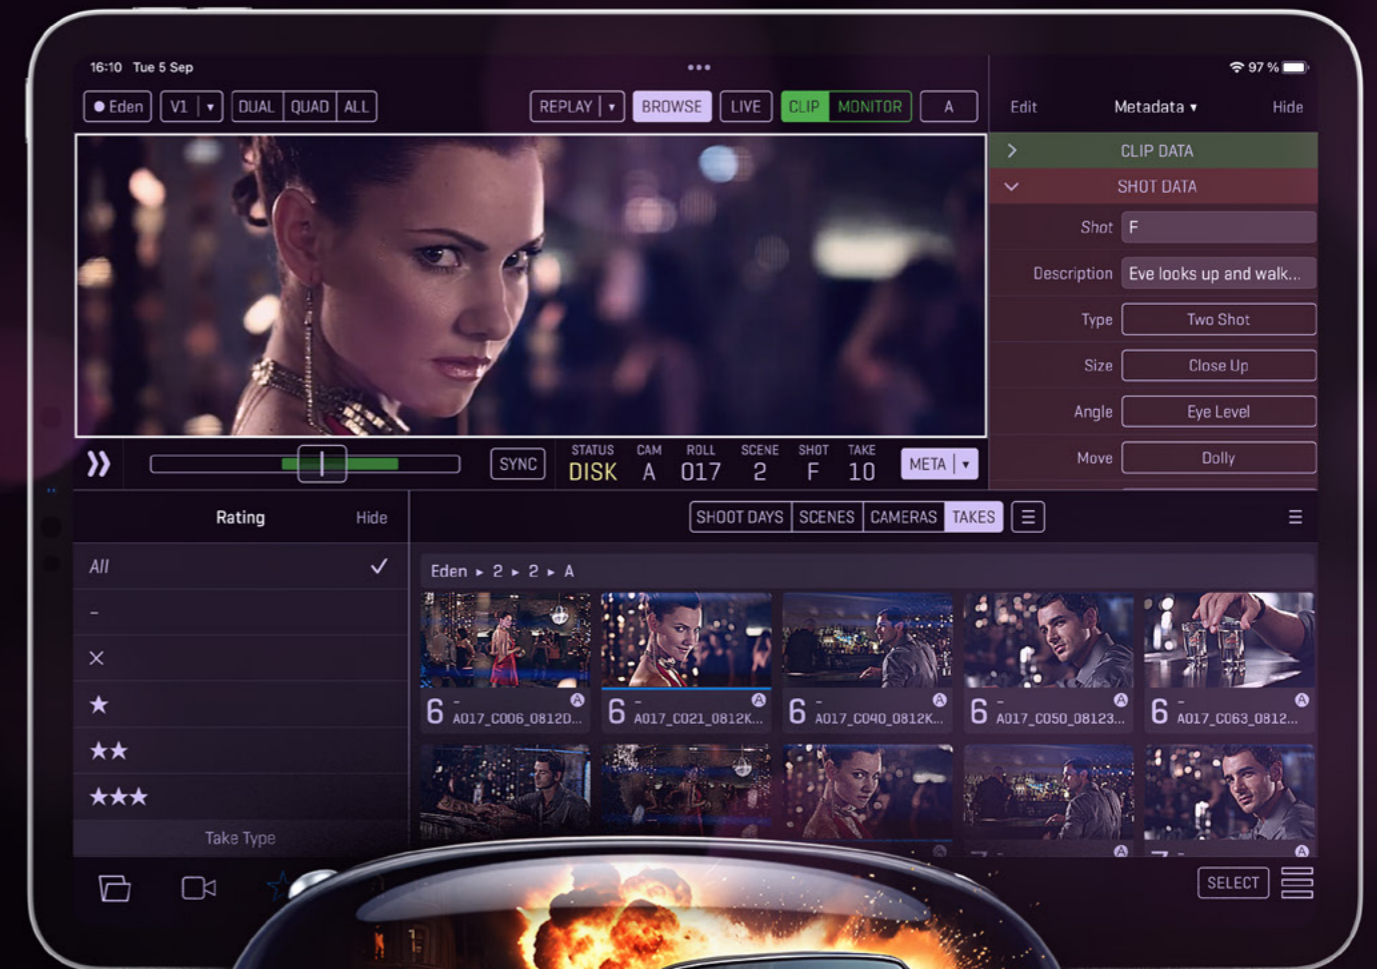 16:10 Tue 5 Sep
97 %
Eden V1 DUAL QUAD ALL REPLAY BROWSE LIVE CLIP MONITOR A
Edit Metadata Hide
CLIP DATA
SHOT DATA
Shot F
Description Eve looks up and walk...
Type Two Shot
Size Close Up
Angle Eye Level
Move Dolly
SYNC
STATUS CAM ROLL SCENE SHOT TAKE
DISK A 017 2 F 10
META
Rating Hide
SHOOT DAYS SCENES CAMERAS TAKES
All
-
Eden ▸ 2 ▸ 2 ▸ A
6 - A017_C006_0812D... A
6 - A017_C021_0812K... A
6 - A017_C040_0812K... A
6 - A017_C050_08123... A
6 - A017_C063_0812... A
Take Type
SELECT